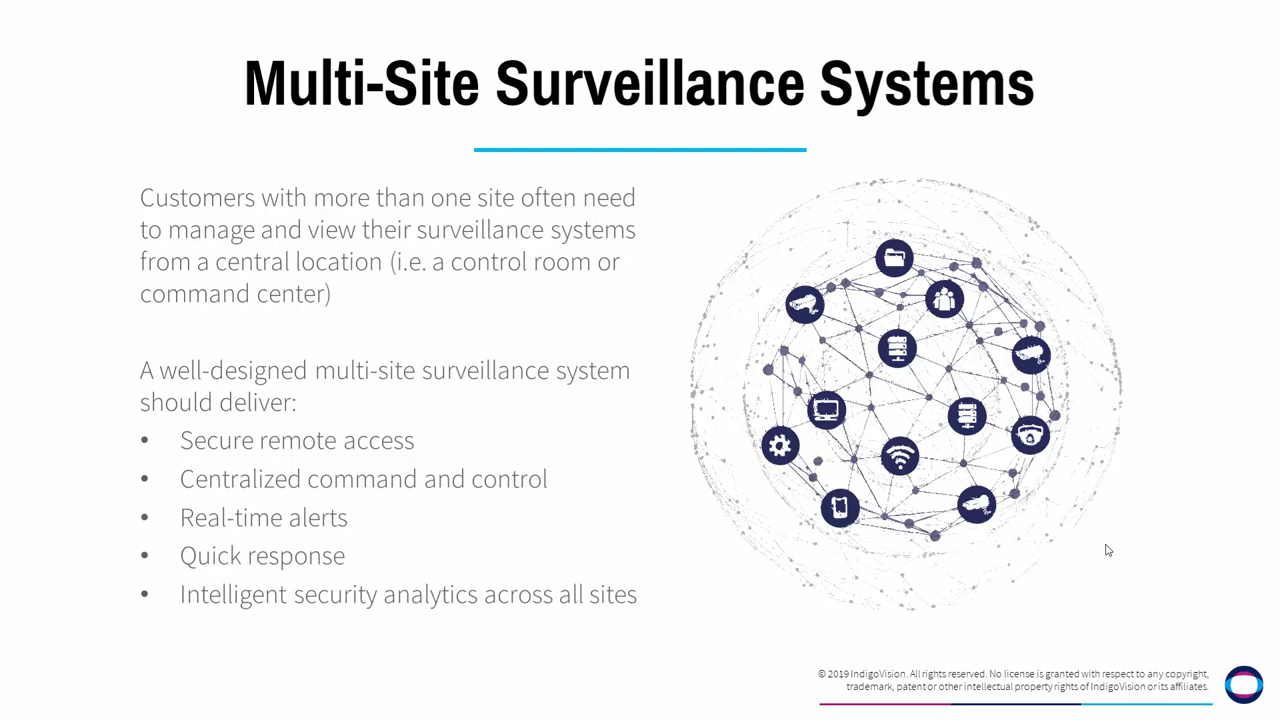 Multi-Site Surveillance Systems
Customers with more than one site often need
to manage and view their surveillance systems
from a central location (i.e. a control room or
command center)
A well-designed multi-site surveillance system
should deliver:
• Secure remote access
• Centralized command and control
• Real-time alerts
• Quick response
• Intelligent security analytics across all sites
© 2019 IndigoVision. All rights reserved. No license is granted with respect to any copyright,
trademark, patent or other intellectual property rights of IndigoVision or its affiliates.